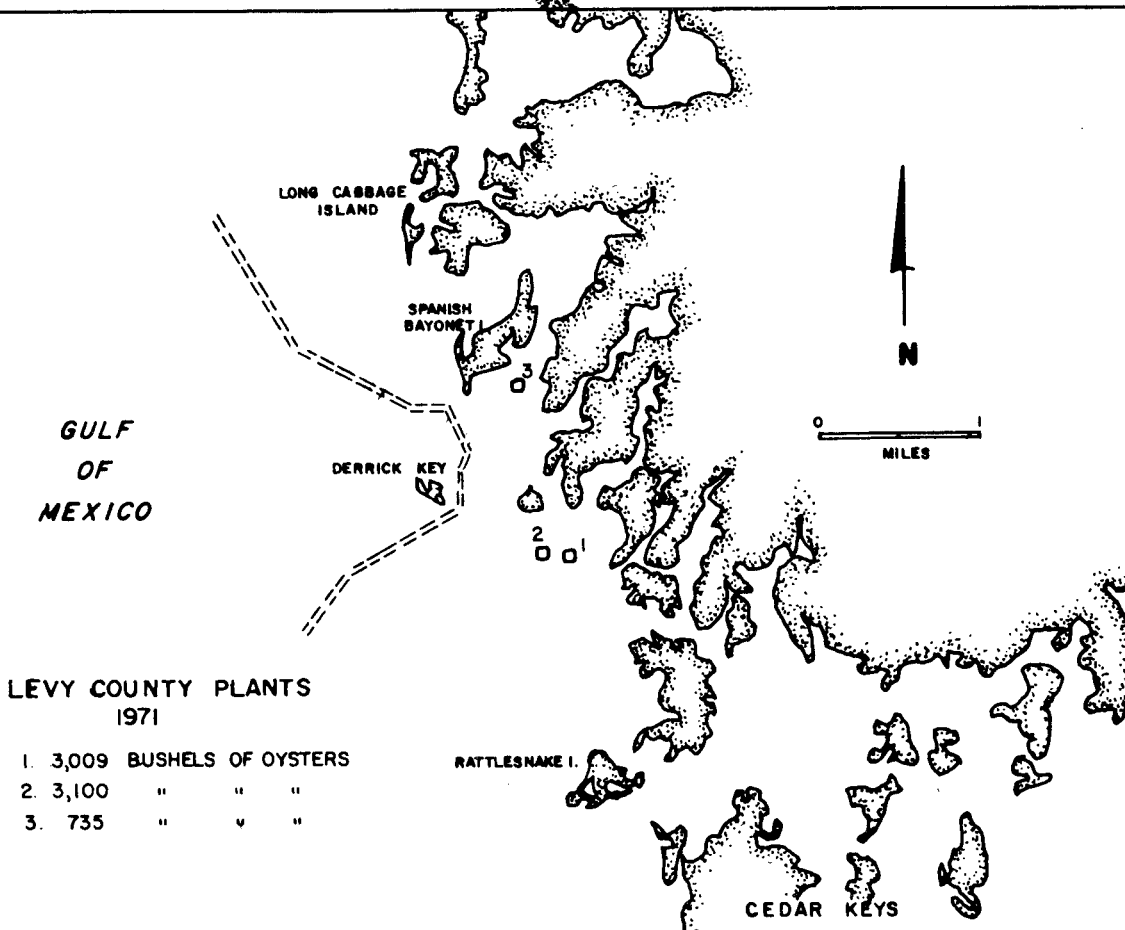 LONG CABBAGE
ISLAND
SPANISH
BAYONET I.
3
N
0 1
MILES
GULF
OF
MEXICO
DERRICK KEY
2
1
LEVY COUNTY PLANTS
1971
1. 3,009 BUSHELS OF OYSTERS
2. 3,100 " " "
3. 735 " " "
RATTLESNAKE I.
CEDAR KEYS